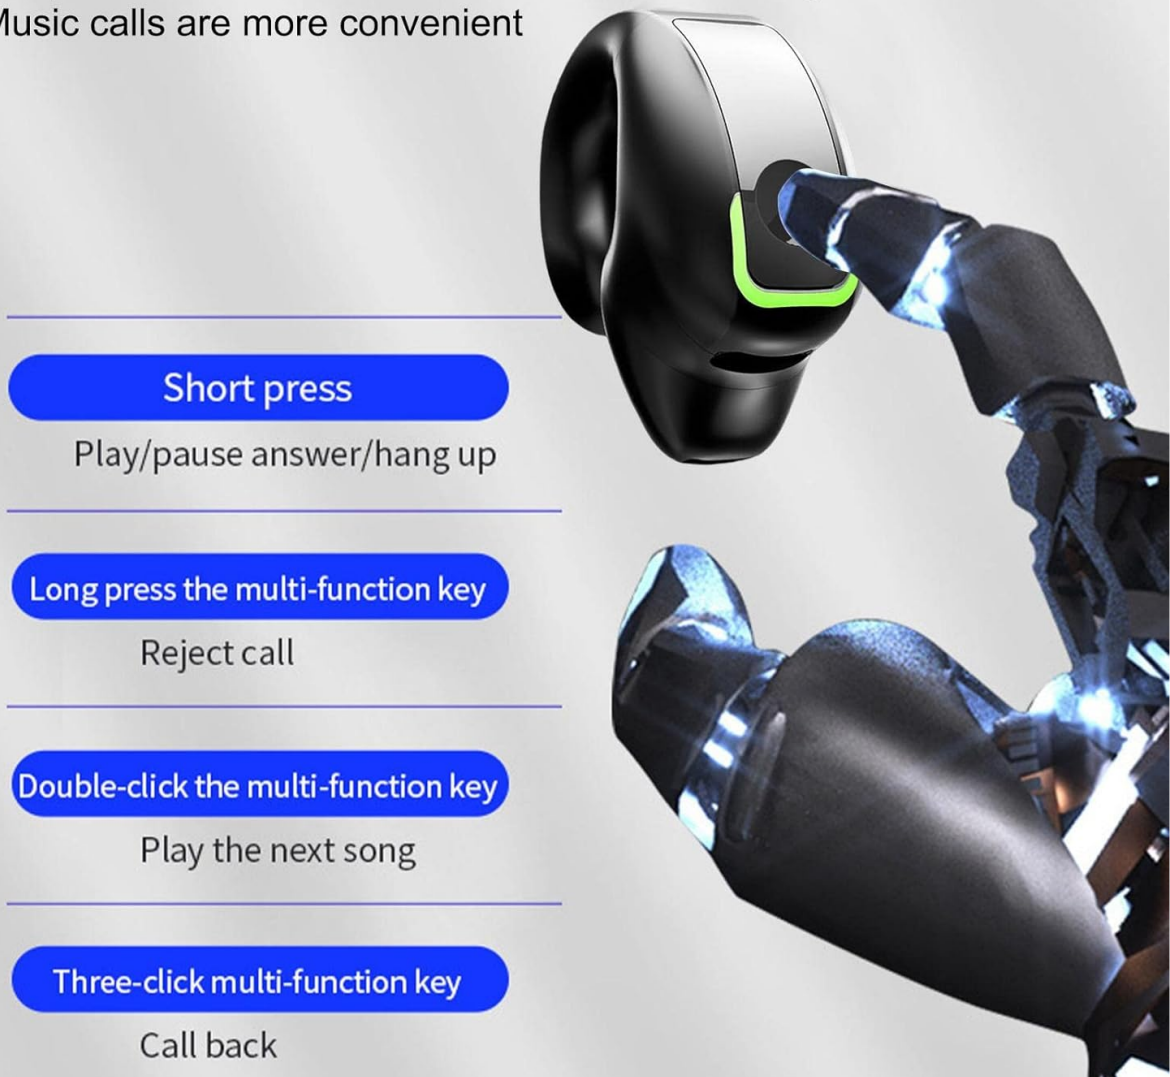 Music calls are more convenient
Short press
Play/pause answer/hang up
Long press the multi-function key
Reject call
Double-click the multi-function key
Play the next song
Three-click multi-function key
Call back